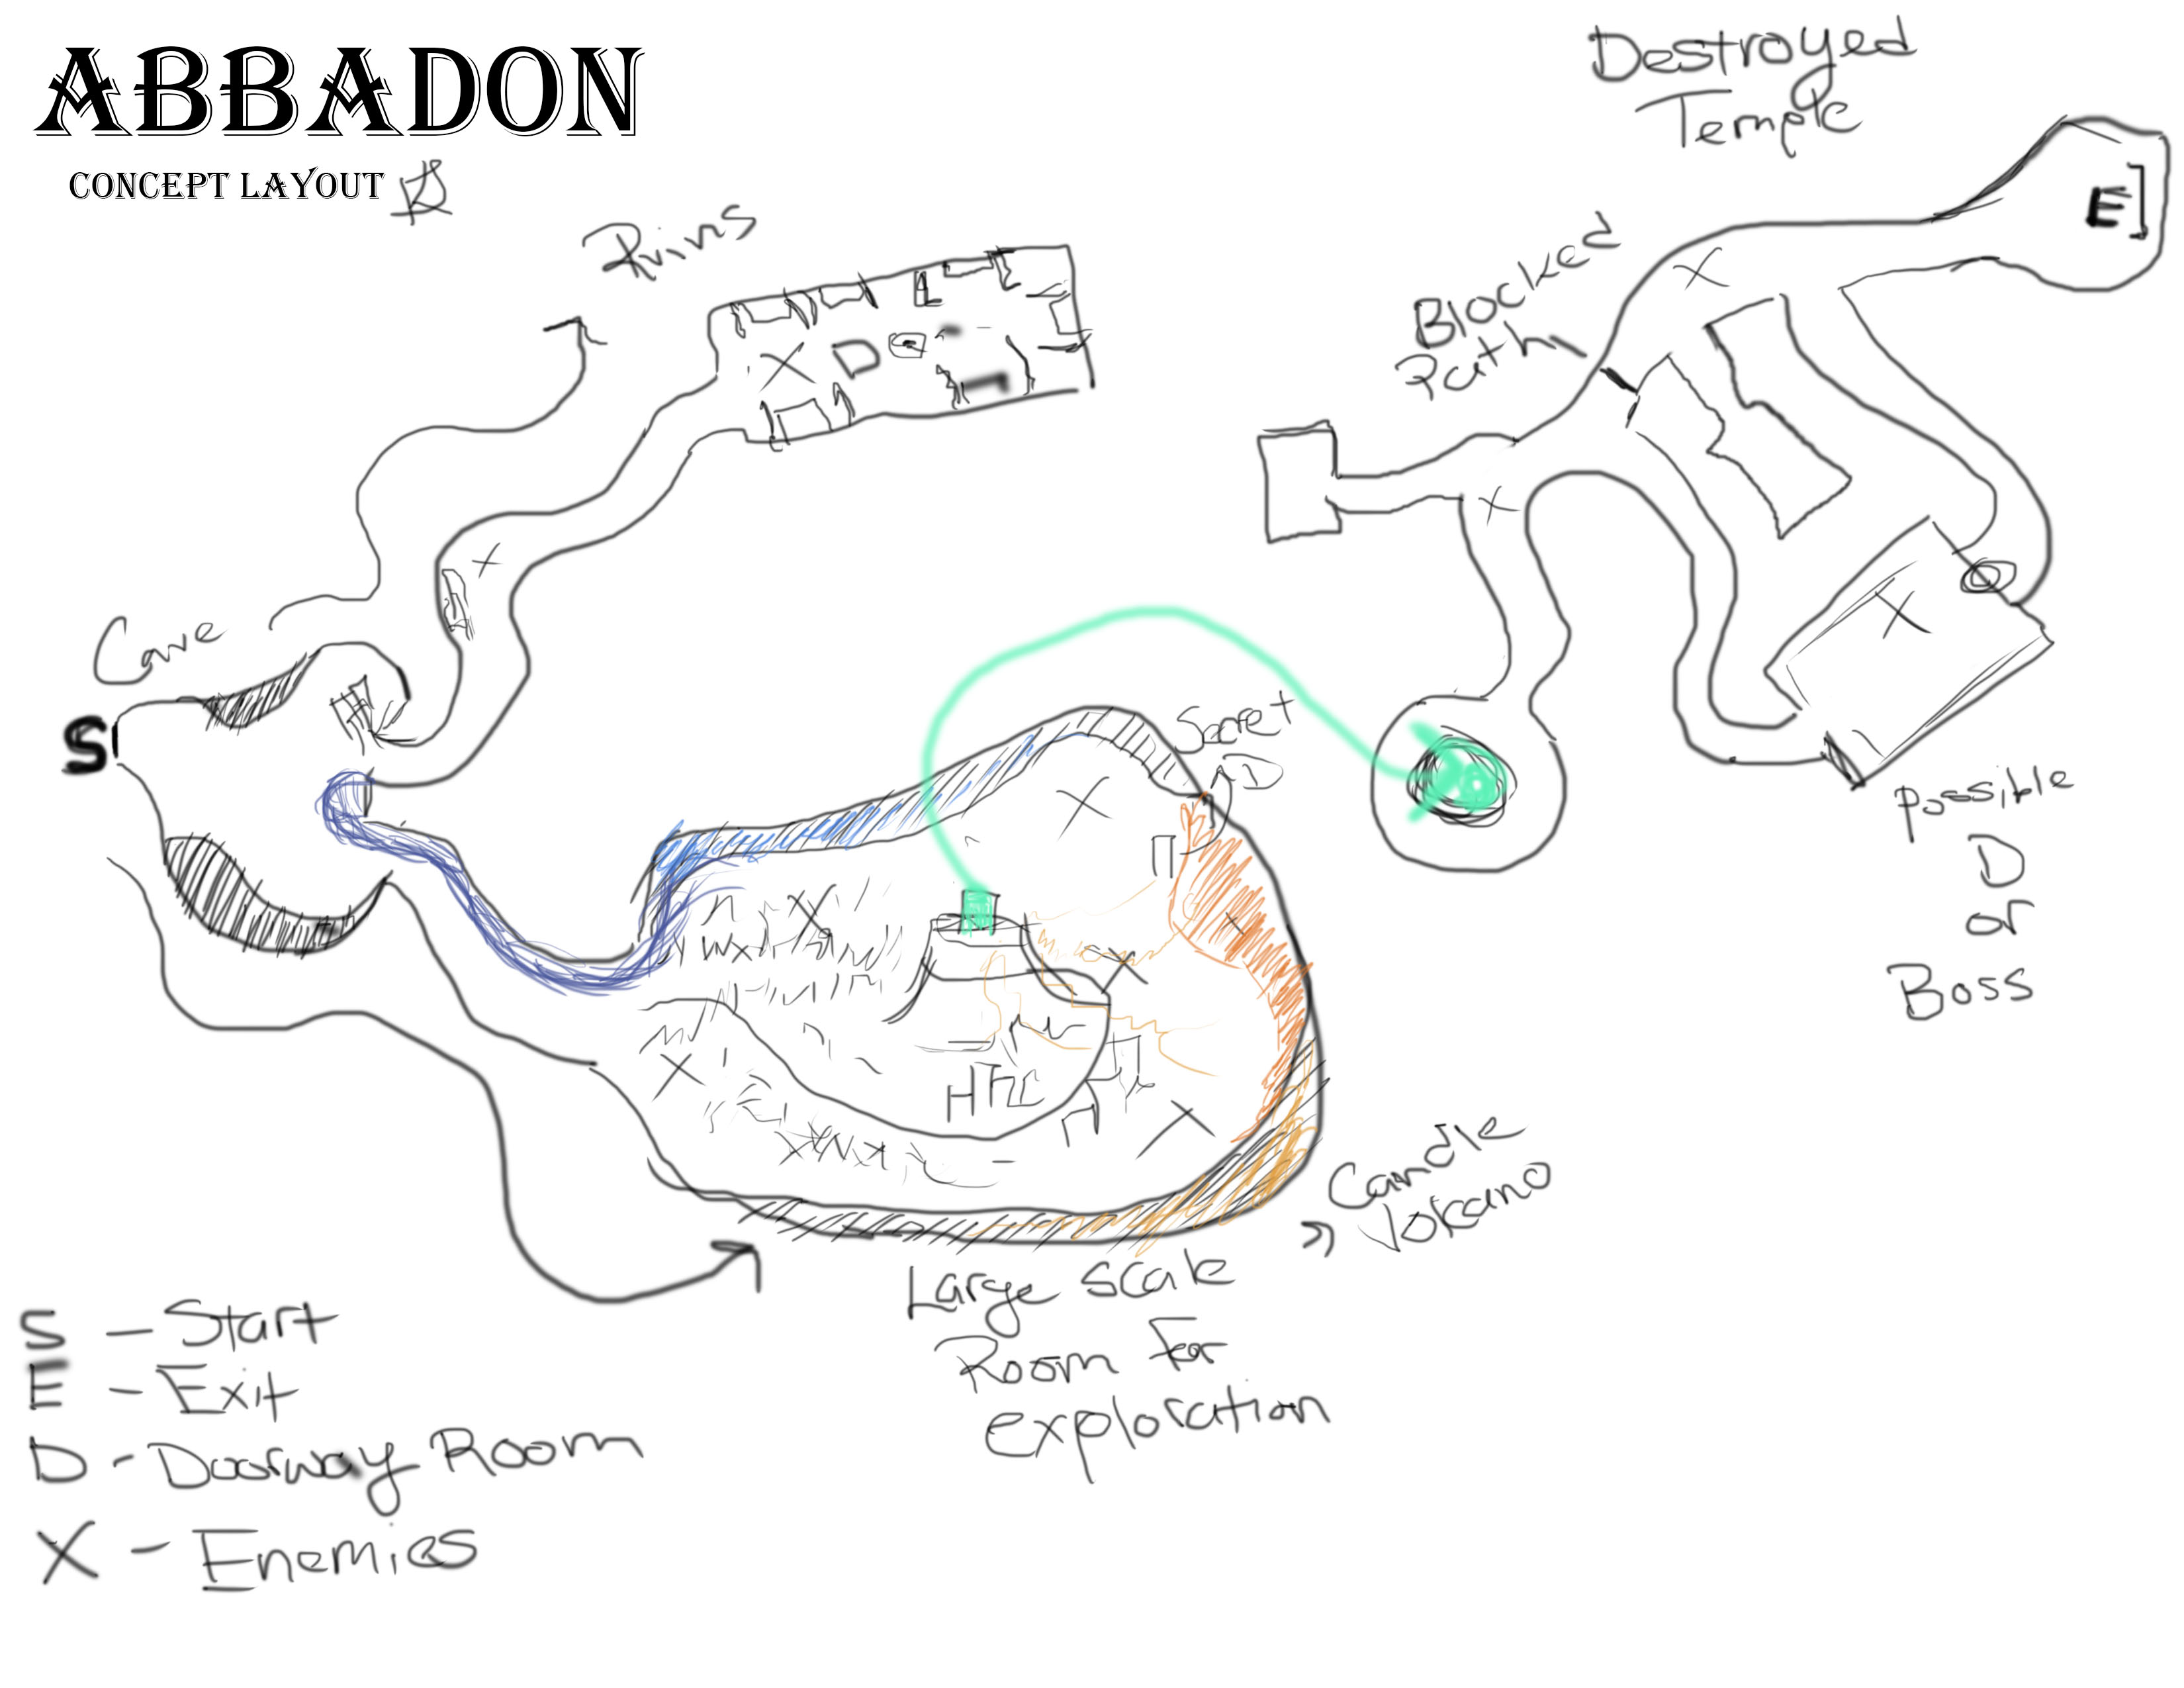 ABBADON
CONCEPT LAYOUT
Destroyed
Temple
Ruins
E
Blocked
Path
D
Cave
S
Secret
D
possible
D
or
Boss
Candle
Volcano
Large scale
Room For
exploration
S - Start
E - Exit
D - Doorway Room
X - Enemies